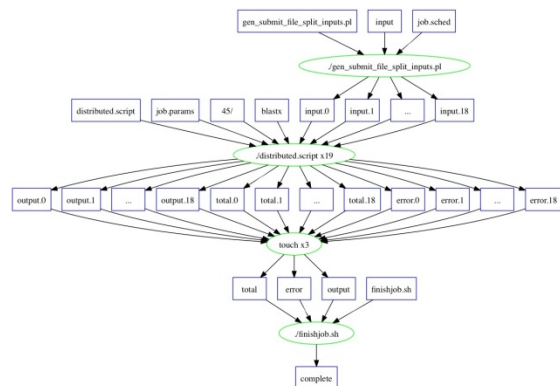 gen_submit_file_split_inputs.pl input job.sched
./gen_submit_file_split_inputs.pl
distributed.script job.params 45/ blastx input.0 input.1 ... input.18
./distributed.script x19
output.0 output.1 ... output.18 total.0 total.1 ... total.18 error.0 error.1 ... error.18
touch x3
total error output finishjob.sh
./finishjob.sh
complete